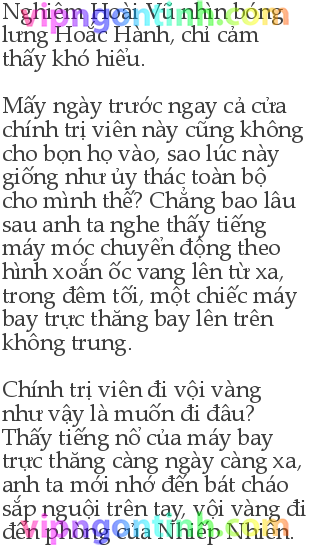 vipngontinh.com
Nghiêm Hoài Vũ nhìn bóng
lưng Hoắc Hành, chỉ cảm
thấy khó hiểu.
Mấy ngày trước ngay cả cửa
chính trị viên này cũng không
cho bọn họ vào, sao lúc này
giống như ủy thác toàn bộ
cho mình thế? Chẳng bao lâu
sau anh ta nghe thấy tiếng
máy móc chuyển động theo
hình xoắn ốc vang lên từ xa,
trong đêm tối, một chiếc máy
bay trực thăng bay lên trên
không trung.
Chính trị viên đi vội vàng
như vậy là muốn đi đâu?
Thấy tiếng nổ của máy bay
trực thăng càng ngày càng xa,
anh ta mới nhớ đến bát cháo
sắp nguội trên tay, vội vàng đi
đến phòng của Nhiếp Nhiên.
vipngontinh.com